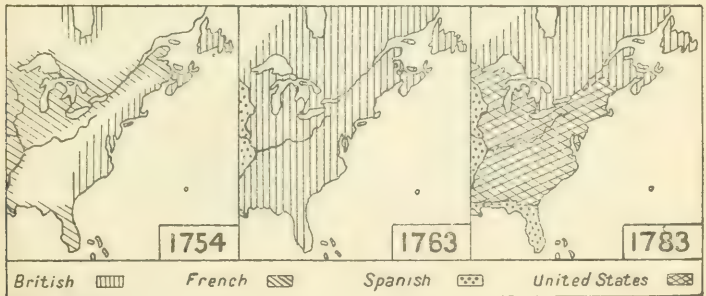 1754
1763
1783
British
French
Spanish
United States